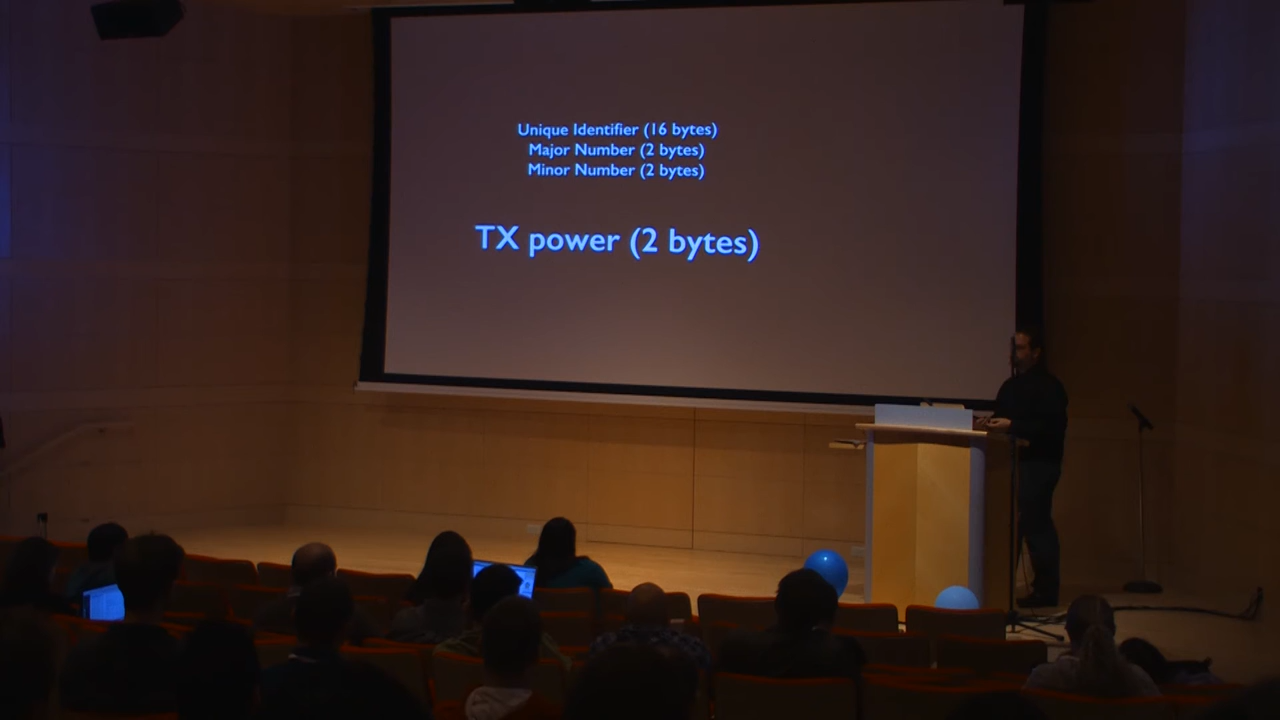 Unique Identifier (16 bytes)
Major Number (2 bytes)
Minor Number (2 bytes)
TX power (2 bytes)